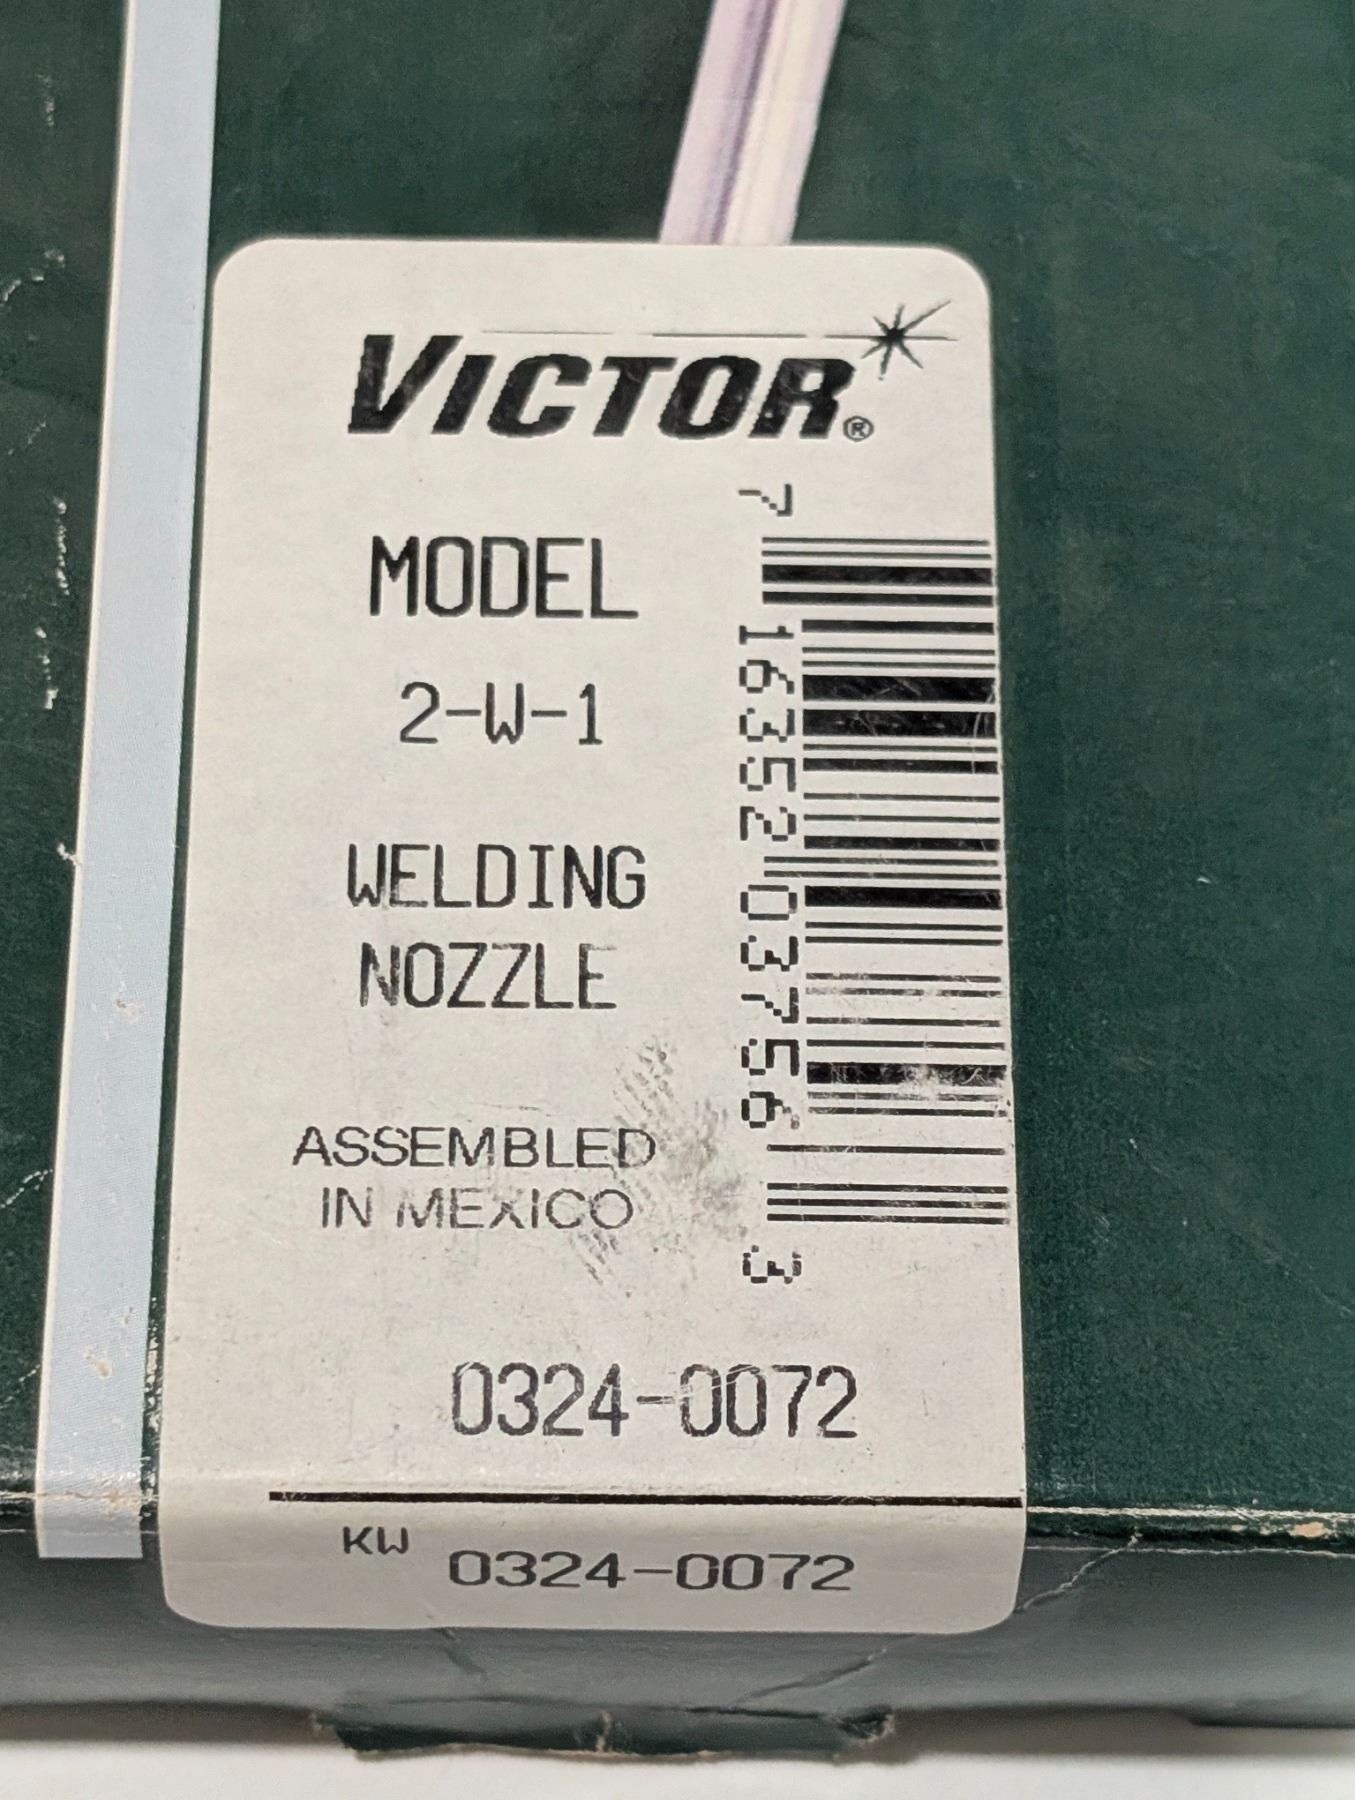 VICTOR®
MODEL
2-W-1
WELDING
NOZZLE
ASSEMBLED
IN MEXICO
7 16352 03756 3
0324-0072
KW 0324-0072